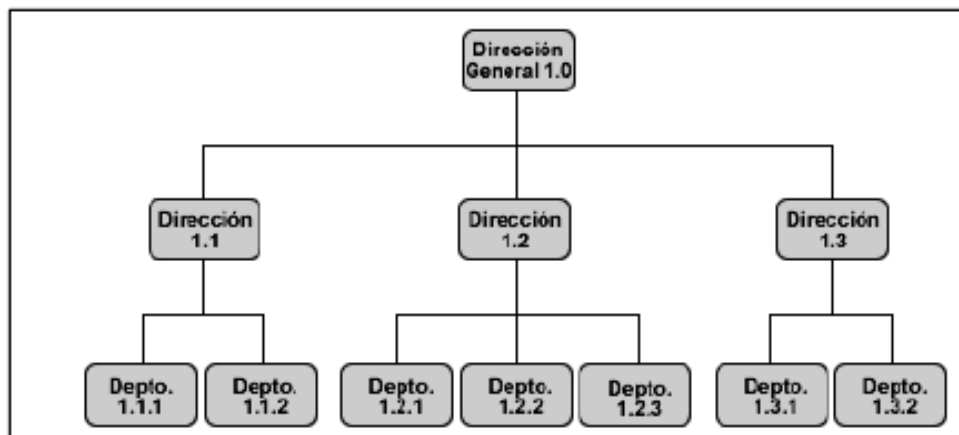 Dirección
General 1.0
Dirección
1.1
Dirección
1.2
Dirección
1.3
Depto.
1.1.1
Depto.
1.1.2
Depto.
1.2.1
Depto.
1.2.2
Depto.
1.2.3
Depto.
1.3.1
Depto.
1.3.2